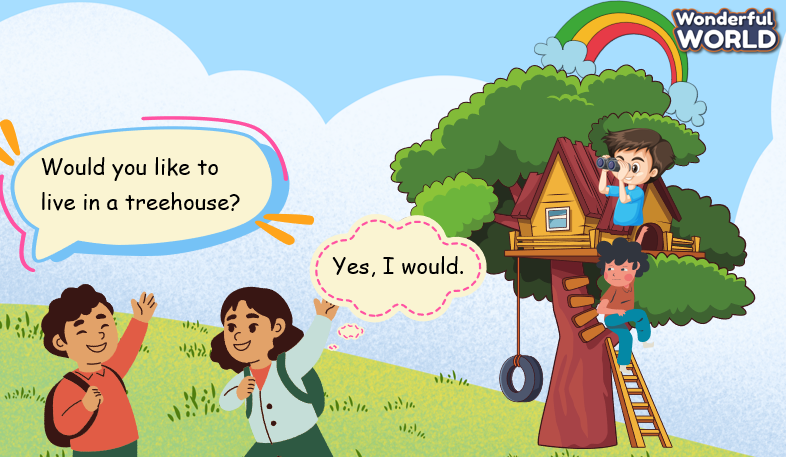 Wonderful
WORLD
Would you like to
live in a treehouse?
Yes, I would.